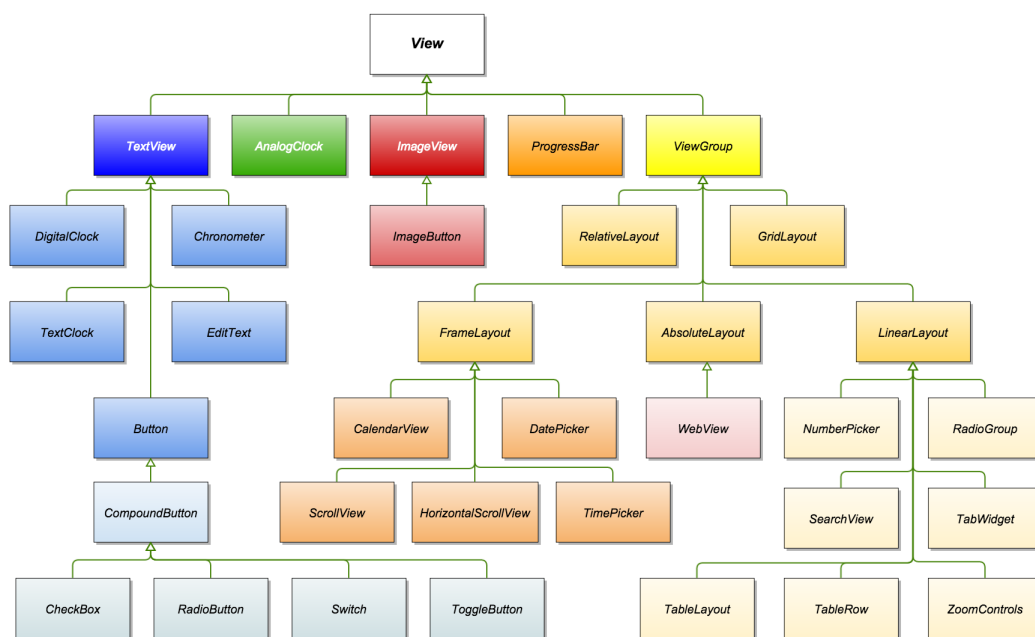 View
TextView
AnalogClock
ImageView
ProgressBar
ViewGroup
DigitalClock
Chronometer
ImageButton
RelativeLayout
GridLayout
TextClock
EditText
FrameLayout
AbsoluteLayout
LinearLayout
Button
CalendarView
DatePicker
WebView
NumberPicker
RadioGroup
CompoundButton
ScrollView
HorizontalScrollView
TimePicker
SearchView
TabWidget
CheckBox
RadioButton
Switch
ToggleButton
TableLayout
TableRow
ZoomControls